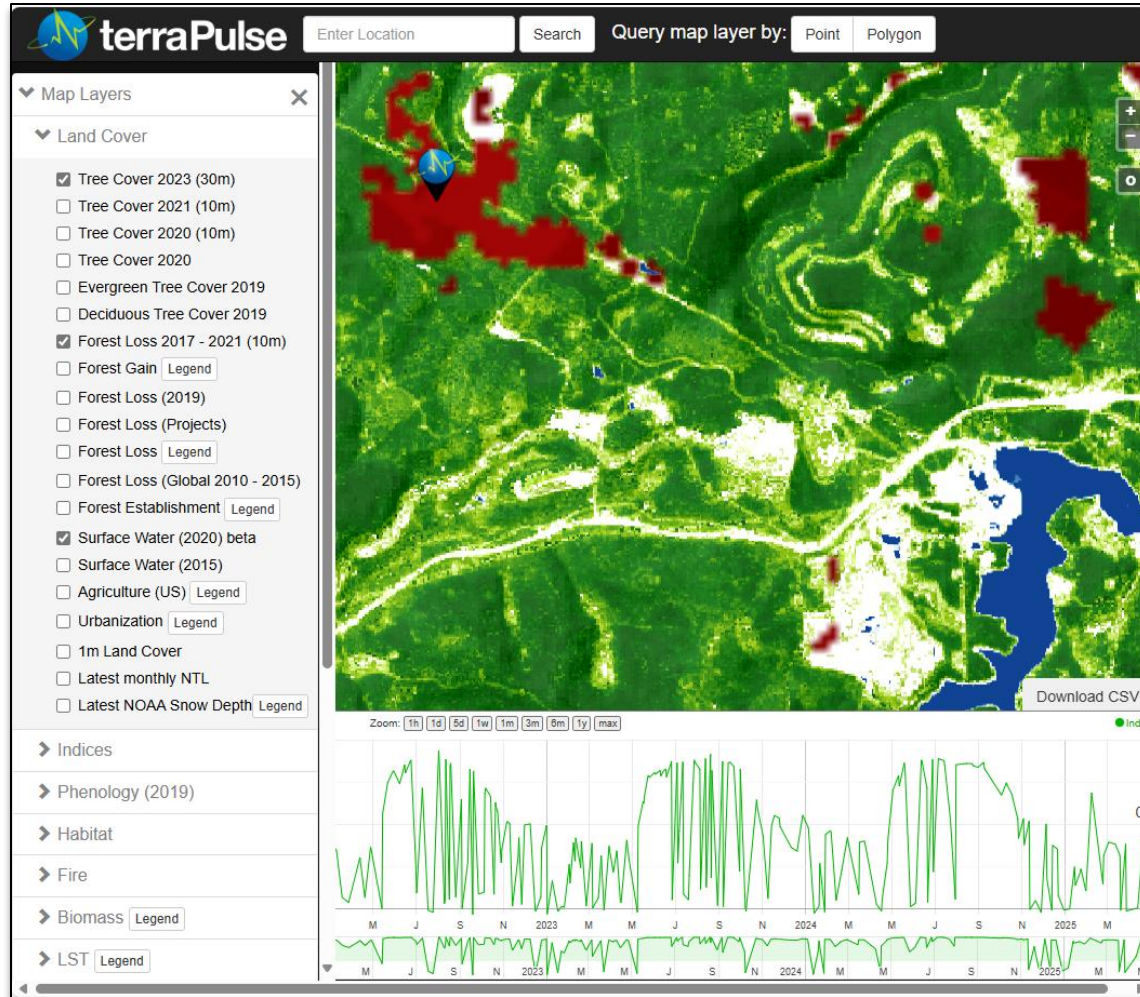 terraPulse
Enter Location
Search
Query map layer by:
Point
Polygon
Map Layers
Land Cover
Tree Cover 2023 (30m)
Tree Cover 2021 (10m)
Tree Cover 2020 (10m)
Tree Cover 2020
Evergreen Tree Cover 2019
Deciduous Tree Cover 2019
Forest Loss 2017 - 2021 (10m)
Forest Gain Legend
Forest Loss (2019)
Forest Loss (Projects)
Forest Loss Legend
Forest Loss (Global 2010 - 2015)
Forest Establishment Legend
Surface Water (2020) beta
Surface Water (2015)
Agriculture (US) Legend
Urbanization Legend
1m Land Cover
Latest monthly NTL
Latest NOAA Snow Depth Legend
Indices
Phenology (2019)
Habitat
Fire
Biomass Legend
LST Legend
Download CSV
Zoom: 1h 1d 5d 1w 1m 3m 6m 1y max
Ind
M J S N 2023 M M J S N 2024 M M J S N 2025 M
M J S N 2023 M M J S N 2024 M M J S N 2025 M